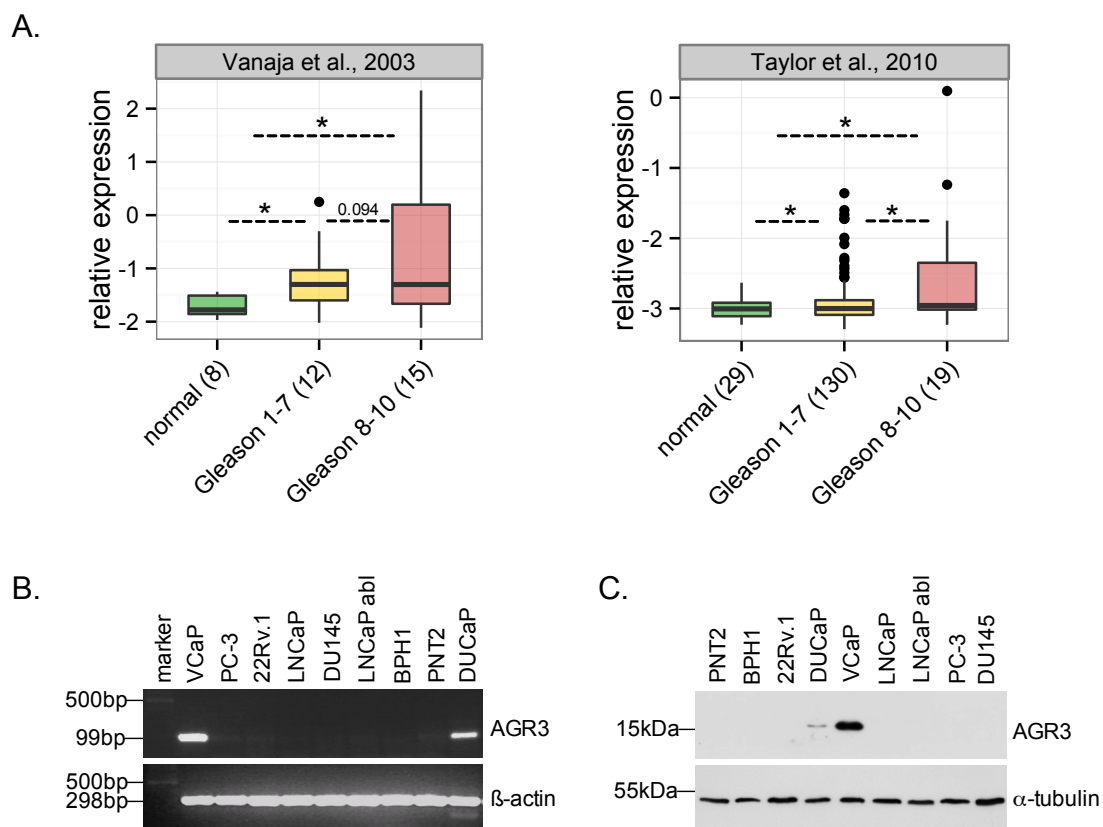 A.
Vanaja et al., 2003
relative expression
2
1
0
-1
-2
*
*
0.094
normal (8)
Gleason 1-7 (12)
Gleason 8-10 (15)
Taylor et al., 2010
relative expression
0
-1
-2
-3
*
*
*
normal (29)
Gleason 1-7 (130)
Gleason 8-10 (19)
B.
marker
VCaP
PC-3
22Rv.1
LNCaP
DU145
LNCaP abl
BPH1
PNT2
DUCaP
500bp
99bp
AGR3
500bp
298bp
ß-actin
C.
PNT2
BPH1
22Rv.1
DUCaP
VCaP
LNCaP
LNCaP abl
PC-3
DU145
15kDa
AGR3
55kDa
α-tubulin